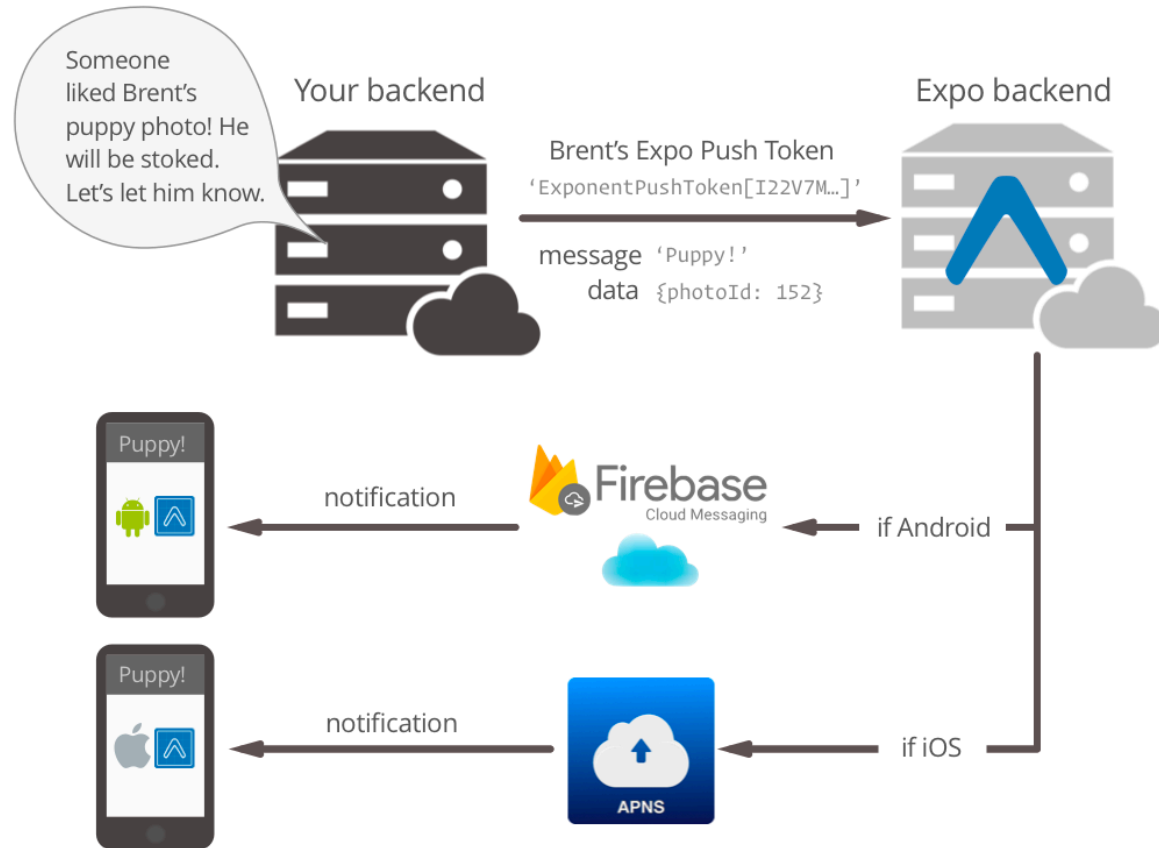 Someone
liked Brent's
puppy photo! He
will be stoked.
Let's let him know.
Your backend
Expo backend
Brent's Expo Push Token
‘ExponentPushToken[I22V7M…]’
message ‘Puppy!’
data {photoId: 152}
Puppy!
notification
Firebase
Cloud Messaging
if Android
Puppy!
notification
APNS
if iOS